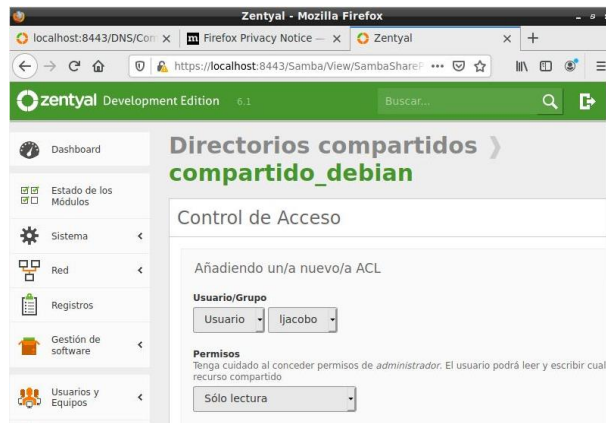 Zentyal - Mozilla Firefox
localhost:8443/DNS/Com
Firefox Privacy Notice —
Zentyal
https://localhost:8443/Samba/View/SambaShareP
zentyal Development Edition 6.1
Buscar...
Dashboard
Estado de los
Módulos
Sistema
Red
Registros
Gestión de
software
Usuarios y
Equipos
Directorios compartidos
compartido_debian
Control de Acceso
Añadiendo un/a nuevo/a ACL
Usuario/Grupo
Usuario
ljacobo
Permisos
Tenga cuidado al conceder permisos de administrador. El usuario podrá leer y escribir cual
recurso compartido
Sólo lectura